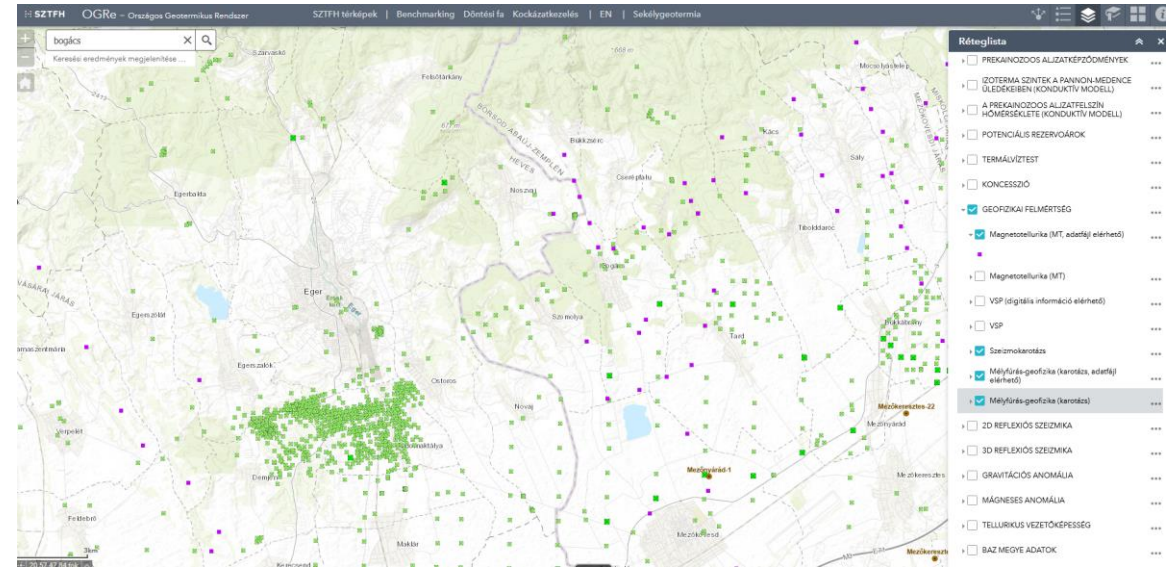 SZTFH OGRe – Országos Geotermikus Rendszer SZTFH térképek | Benchmarking Döntési fa Kockázatkezelés | EN | Sekélygeotermia
bogács
Keresési eredmények megjelenítése ...
Réteglista
PREKAINOZOOS ALJZATKÉPZŐDMÉNYEK
IZOTERMA SZINTEK A PANNON-MEDENCE
ÜLEDÉKEIBEN (KONDUKTÍV MODELL)
A PREKAINOZOOS ALJZATFELSZÍN
HŐMÉRSÉKLETE (KONDUKTÍV MODELL)
POTENCIÁLIS REZERVOÁROK
TERMÁLVÍZTEST
KONCESSZIÓ
GEOFIZIKAI FELMÉRTSÉG
Magnetotellurika (MT, adatfájl elérhető)
Magnetotellurika (MT)
VSP (digitális információ elérhető)
VSP
Szeizmokarotázs
Mélyfúrás-geofizika (karotázs, adatfájl
elérhető)
Mélyfúrás-geofizika (karotázs)
2D REFLEXIÓS SZEIZMIKA
3D REFLEXIÓS SZEIZMIKA
GRAVITÁCIÓS ANOMÁLIA
MÁGNESES ANOMÁLIA
TELLURIKUS VEZETŐKÉPESSÉG
BAZ MEGYE ADATOK
Szarvaskő
Felsőtárkány
BORSOD-ABAÚJ-ZEMPLÉN
HEVES
Bükkzsérc
Kács
Sály
Cserépfalu
Noszvaj
Egerbakta
Tibolddaróc
Bogács
Eger
Egerszólát
Szomolya
Tard
Bükkábrány
Egerszalók
Ostoros
Novaj
Mezőkeresztes-22
Mezőnyárád
Verpelét
Mezőnyárád-1
Demjén
Mezőkeresztes
Feldebrő
Maklár
Mezőkövesd
3km
Kerecsend